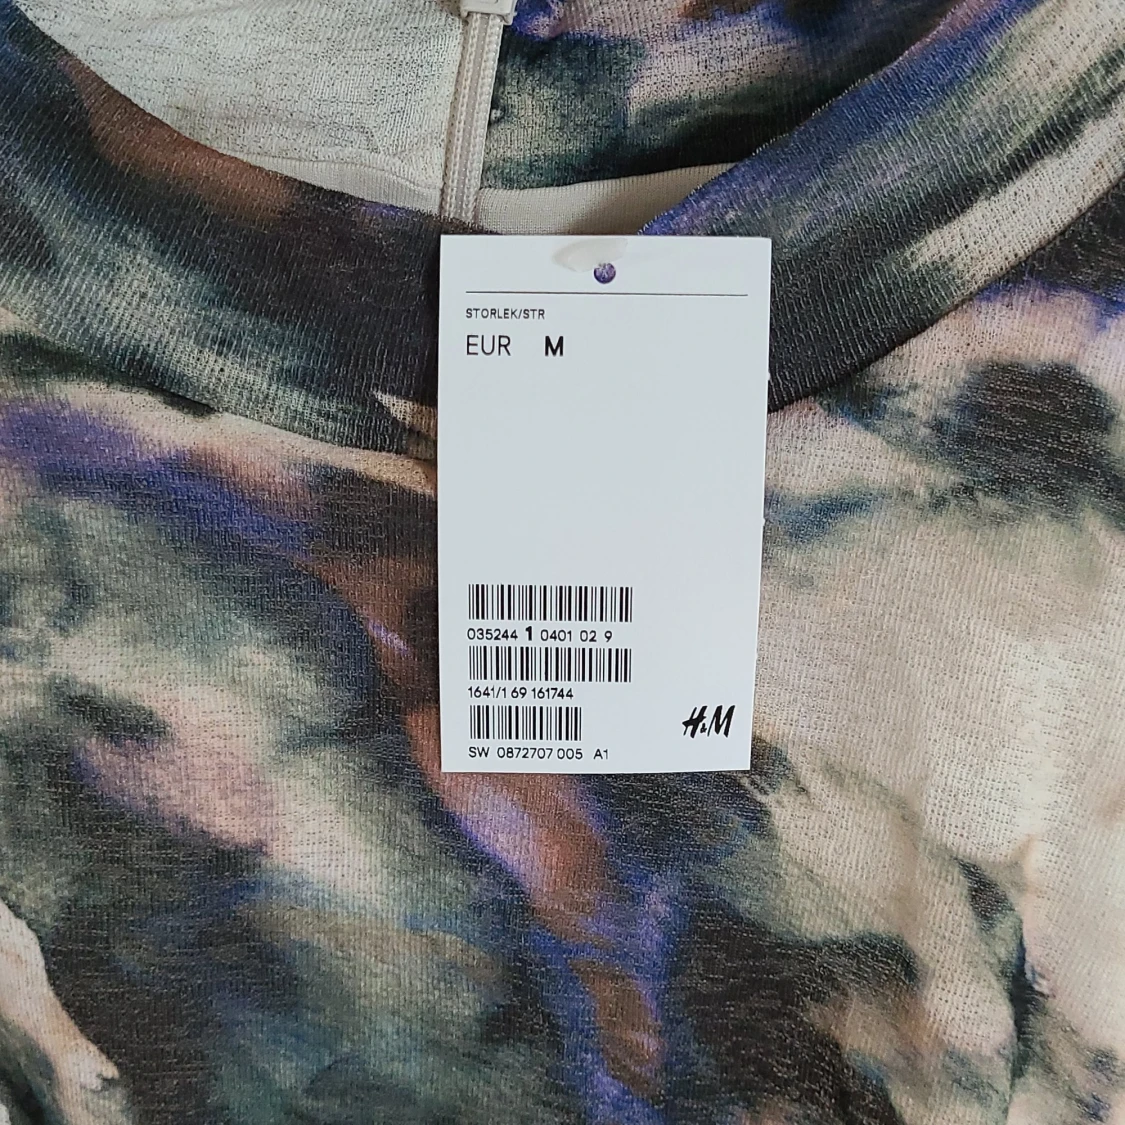 STORLEK/STR
EUR M
035244 1 0401 02 9
1641/1 69 161744
H&M
SW 0872707 005 A1